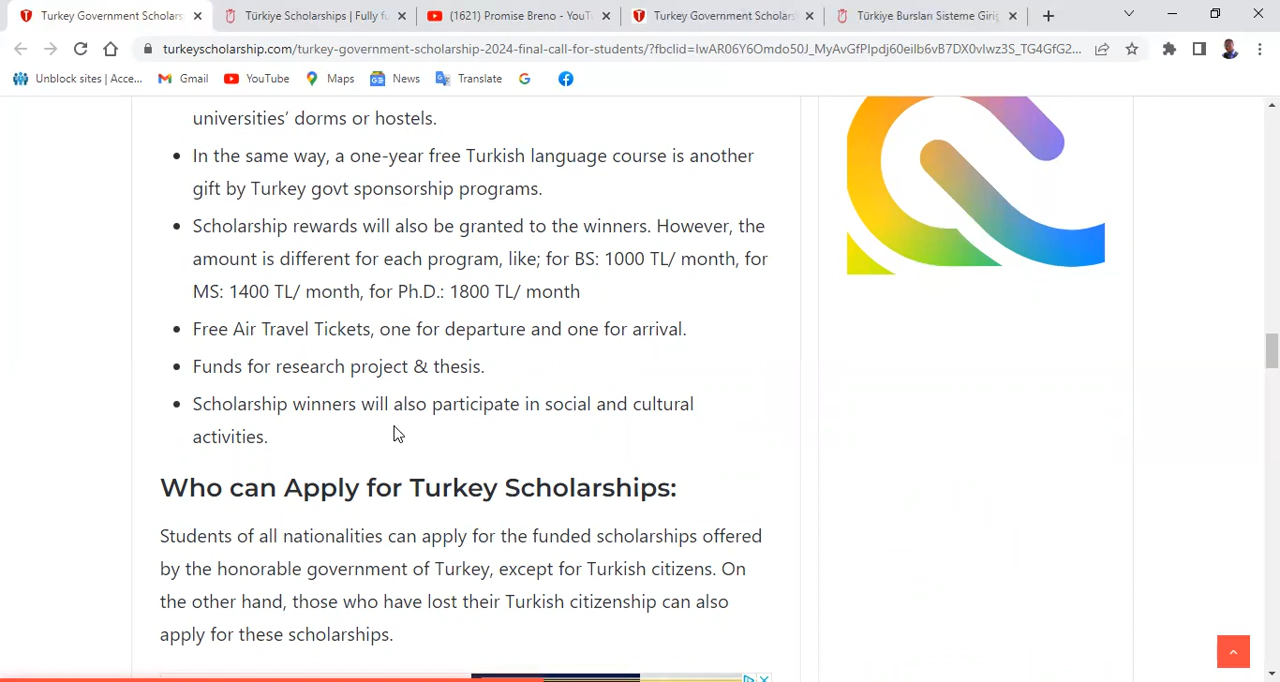 Turkey Government Scholars
Türkiye Scholarships | Fully f
(1621) Promise Breno - YouT
Turkey Government Scholars
Türkiye Bursları Sisteme Giriş
turkeyscholarship.com/turkey-government-scholarship-2024-final-call-for-students/?fbclid=
Unblock sites | Acce...
Gmail
YouTube
Maps
News
Translate
universities’ dorms or hostels.
• In the same way, a one-year free Turkish language course is another
gift by Turkey govt sponsorship programs.
• Scholarship rewards will also be granted to the winners. However, the
amount is different for each program, like; for BS: 1000 TL/ month, for
MS: 1400 TL/ month, for Ph.D.: 1800 TL/ month
• Free Air Travel Tickets, one for departure and one for arrival.
• Funds for research project & thesis.
• Scholarship winners will also participate in social and cultural
activities.
Who can Apply for Turkey Scholarships:
Students of all nationalities can apply for the funded scholarships offered
by the honorable government of Turkey, except for Turkish citizens. On
the other hand, those who have lost their Turkish citizenship can also
apply for these scholarships.